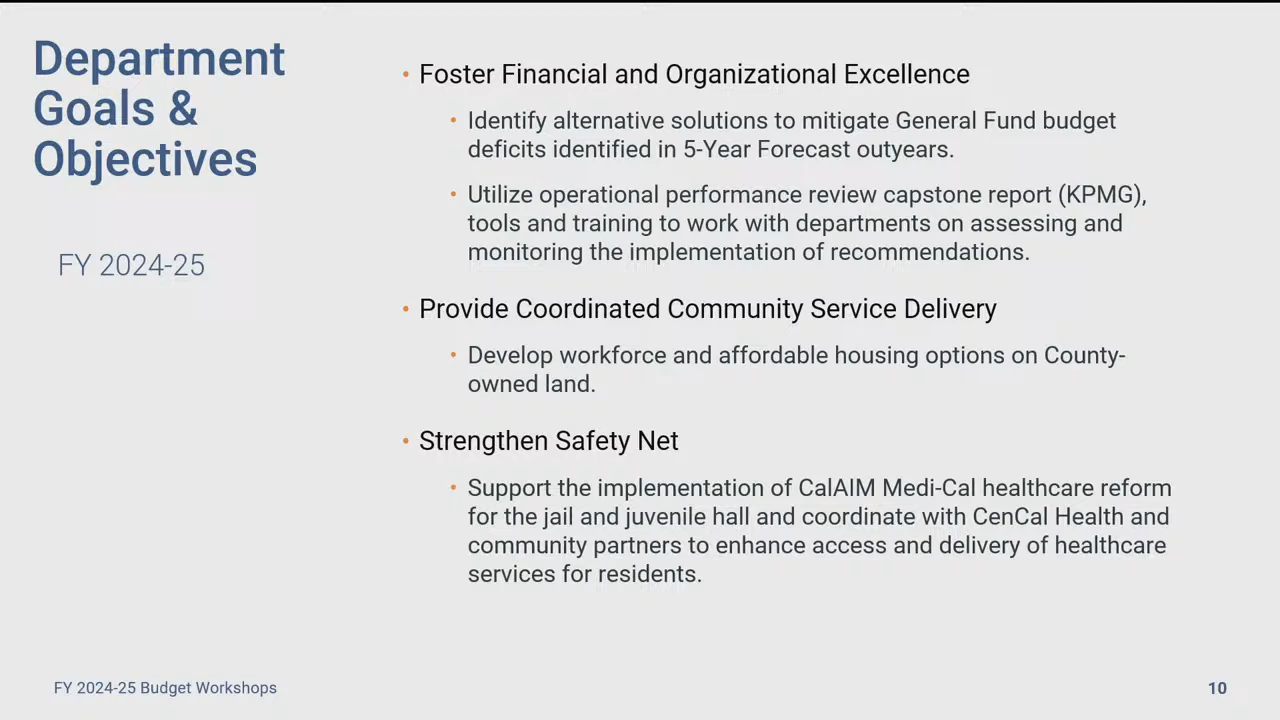 Department
Goals &
Objectives
FY 2024-25
• Foster Financial and Organizational Excellence
• Identify alternative solutions to mitigate General Fund budget
deficits identified in 5-Year Forecast outyears.
• Utilize operational performance review capstone report (KPMG),
tools and training to work with departments on assessing and
monitoring the implementation of recommendations.
• Provide Coordinated Community Service Delivery
• Develop workforce and affordable housing options on County-
owned land.
• Strengthen Safety Net
• Support the implementation of CalAIM Medi-Cal healthcare reform
for the jail and juvenile hall and coordinate with CenCal Health and
community partners to enhance access and delivery of healthcare
services for residents.
FY 2024-25 Budget Workshops
10